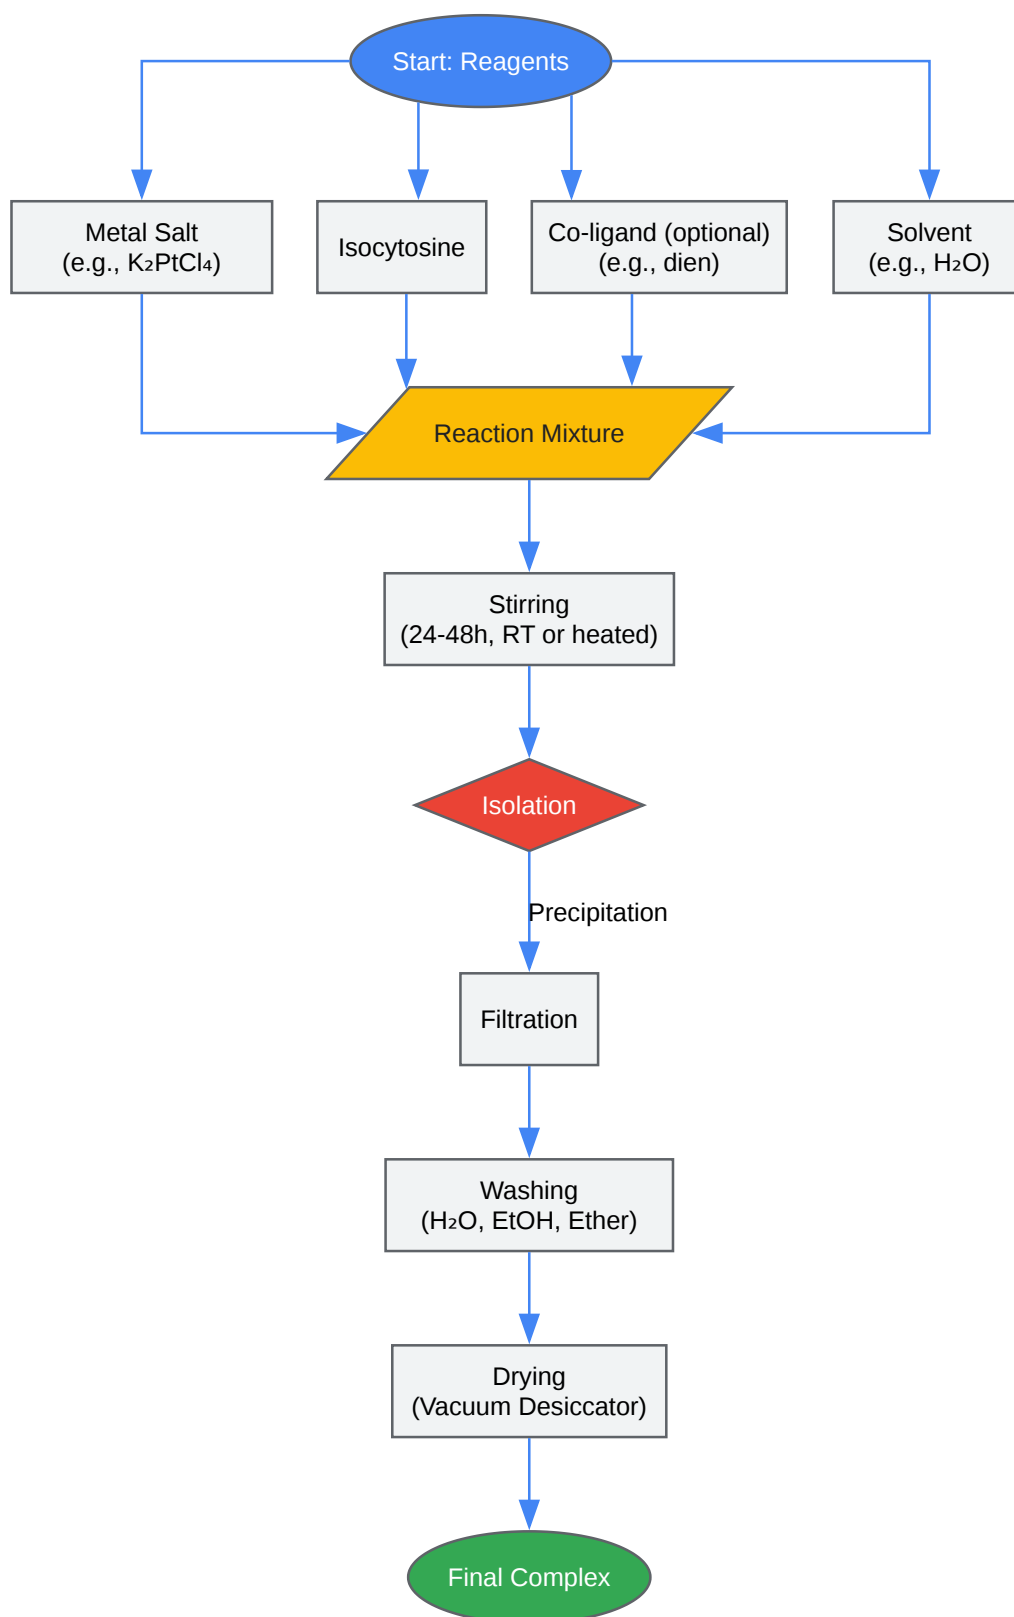 Start: Reagents
Metal Salt
(e.g., K₂PtCl₄)
Isocytosine
Co-ligand (optional)
(e.g., dien)
Solvent
(e.g., H₂O)
Reaction Mixture
Stirring
(24-48h, RT or heated)
Isolation
Precipitation
Filtration
Washing
(H₂O, EtOH, Ether)
Drying
(Vacuum Desiccator)
Final Complex